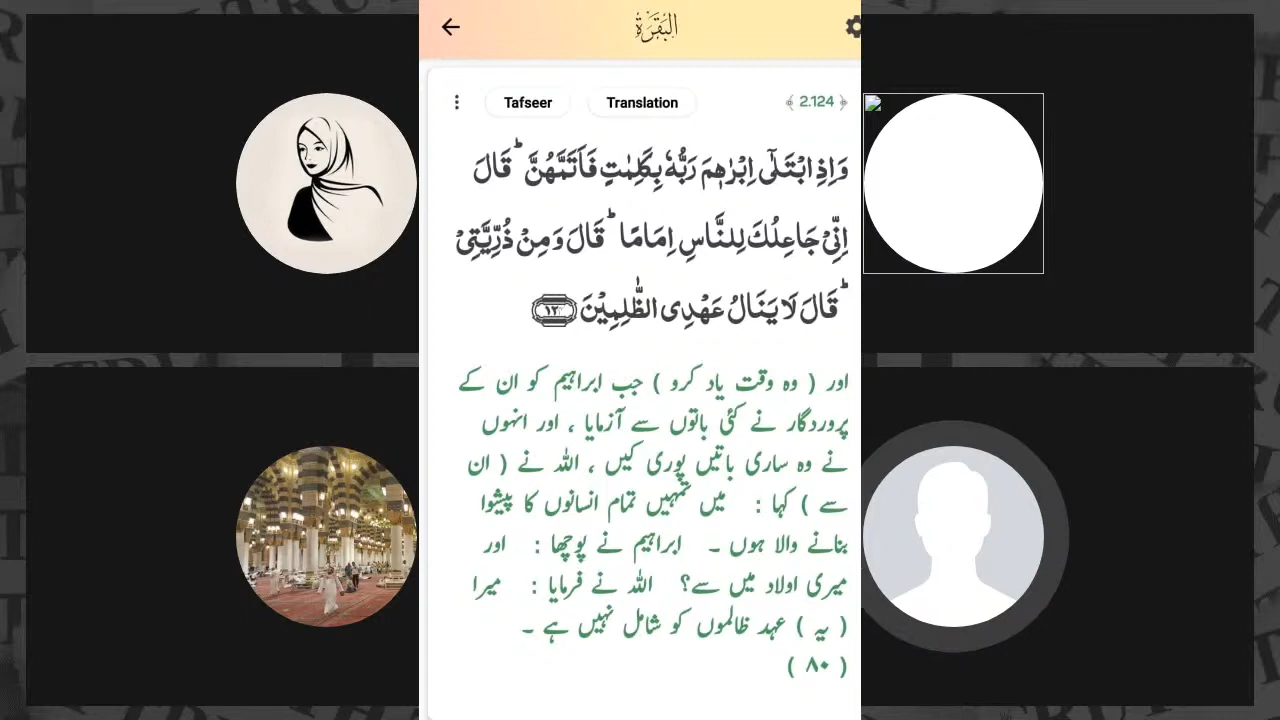 اَلْبَقَرَة
Tafseer
Translation
2.124
وَاِذِ ابْتَلٰٓى اِبْرٰهٖمَ رَبُّهٗ بِكَلِمٰتٍ فَاَتَمَّهُنَّ ؕ قَالَ
اِنِّىْ جَاعِلُكَ لِلنَّاسِ اِمَامًا ؕ قَالَ وَمِنْ ذُرِّيَّتِىْ
ؕ قَالَ لَا يَنَالُ عَهْدِى الظّٰلِمِيْنَ
اور ( وہ وقت یاد کرو ) جب ابراہیم کو ان کے
پروردگار نے کئی باتوں سے آزمایا ، اور انہوں
نے وہ ساری باتیں پوری کیں ، اللہ نے ( ان
سے ) کہا : میں تمہیں تمام انسانوں کا پیشوا
بنانے والا ہوں ۔ ابراہیم نے پوچھا : اور
میری اولاد میں سے؟ اللہ نے فرمایا : میرا
( یہ ) عہد ظالموں کو شامل نہیں ہے ۔
( ۸۰ )